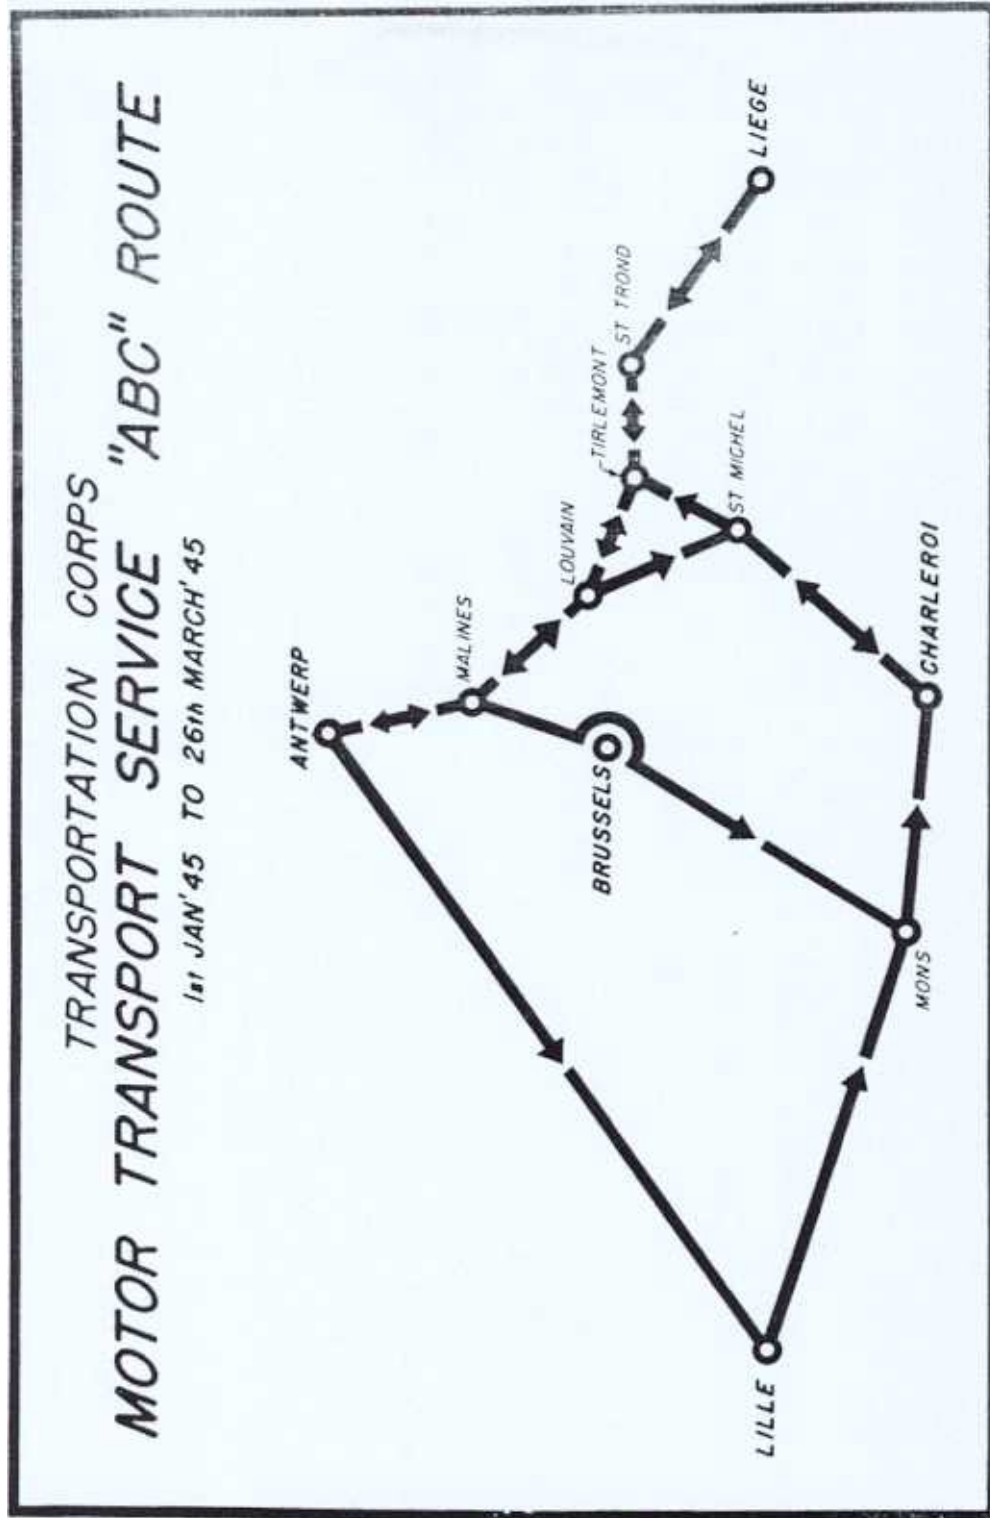 TRANSPORTATION CORPS
MOTOR TRANSPORT SERVICE "ABC" ROUTE
1st JAN'45 TO 26th MARCH'45
ANTWERP
MALINES
LOUVAIN
TIRLEMONT
ST TROND
LIEGE
BRUSSELS
ST MICHEL
LILLE
MONS
CHARLEROI